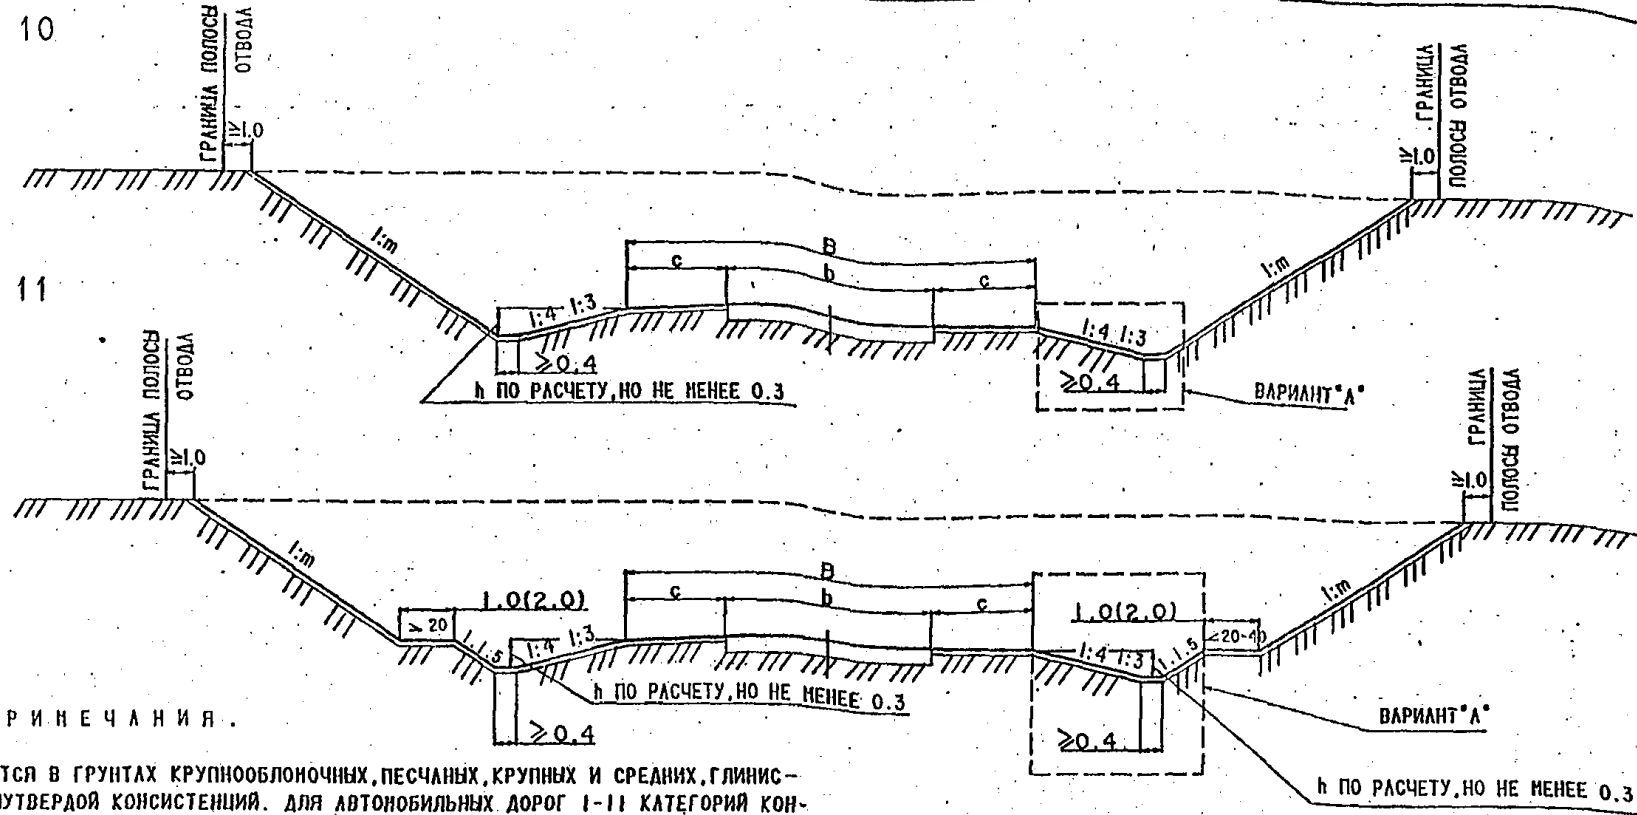 10
ГРАНИЦА ПОЛОСЫ
ОТВОДА
≥1.0
ГРАНИЦА
ПОЛОСЫ ОТВОДА
≥1.0
1:m
B
c
b
c
1:m
1:4 1:3
≥0.4
h ПО РАСЧЕТУ, НО НЕ МЕНЕЕ 0.3
1:4 1:3
≥0.4
ВАРИАНТ "А"
11
ГРАНИЦА ПОЛОСЫ
ОТВОДА
≥1.0
ГРАНИЦА
ПОЛОСЫ ОТВОДА
≥1.0
1:m
B
c
b
c
1:m
1.0(2.0)
20
1:1.5
1:4 1:3
h ПО РАСЧЕТУ, НО НЕ МЕНЕЕ 0.3
≥0.4
1.0(2.0)
20-40
1:4 1:3
1:1.5
≥0.4
ВАРИАНТ "А"
h ПО РАСЧЕТУ, НО НЕ МЕНЕЕ 0.3
РИМЕЧАНИЯ.
ТСЯ В ГРУНТАХ КРУПНООБЛОМОЧНЫХ, ПЕСЧАНЫХ, КРУПНЫХ И СРЕДНИХ, ГЛИНИС-
УТВЕРДОЙ КОНСИСТЕНЦИЙ. ДЛЯ АВТОМОБИЛЬНЫХ ДОРОГ I-II КАТЕГОРИЙ КОН-